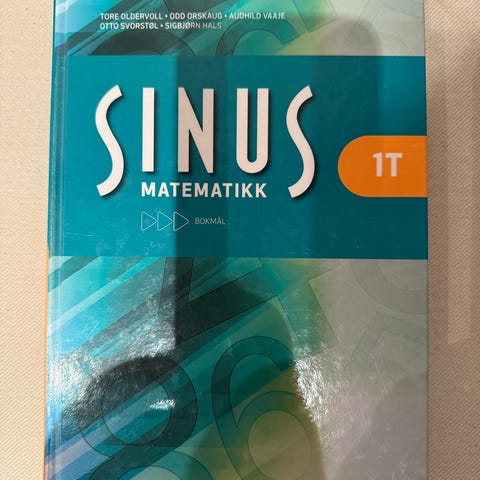 TORE OLDERVOLL • ODD ORSKAUG • AUDHILD VAAJE
OTTO SVORSTØL • SIGBJØRN HALS
SINUS
1T
MATEMATIKK
BOKMÅL